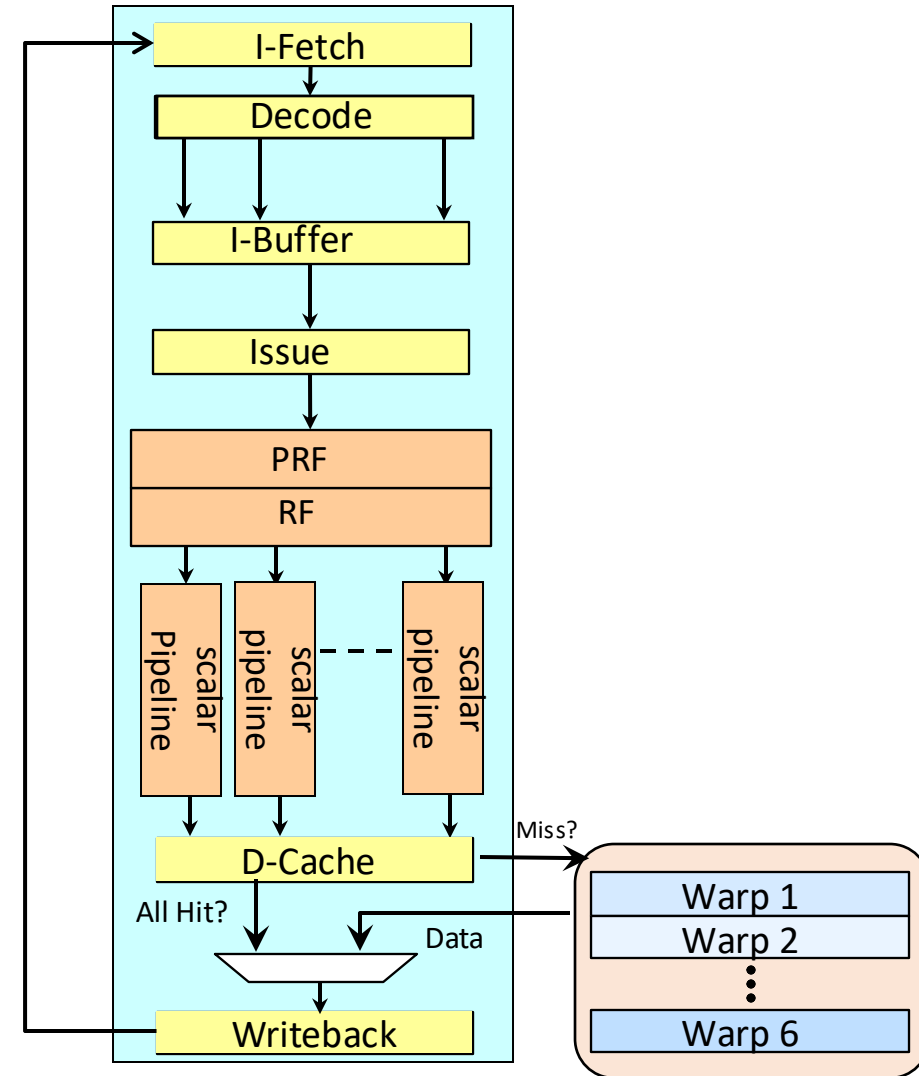 I-Fetch
Decode
I-Buffer
Issue
PRF
RF
scalar
Pipeline
scalar
pipeline
scalar
pipeline
Miss?
D-Cache
All Hit?
Data
Warp 1
Warp 2
Writeback
Warp 6